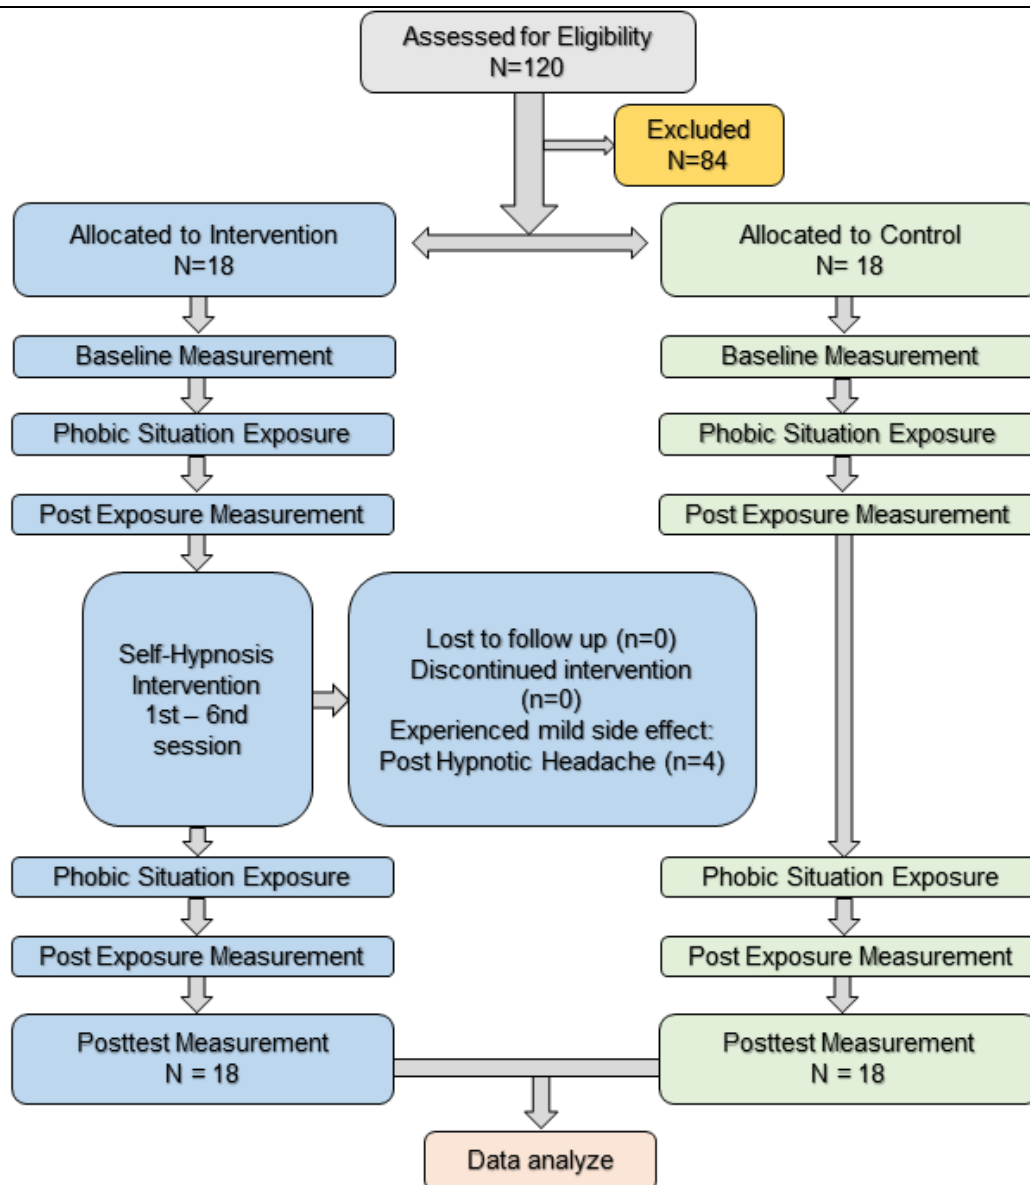 Assessed for Eligibility
N=120
Excluded
N=84
Allocated to Intervention
N=18
Allocated to Control
N= 18
Baseline Measurement
Baseline Measurement
Phobic Situation Exposure
Phobic Situation Exposure
Post Exposure Measurement
Post Exposure Measurement
Self-Hypnosis
Intervention
1st – 6nd
session
Lost to follow up (n=0)
Discontinued intervention
(n=0)
Experienced mild side effect:
Post Hypnotic Headache (n=4)
Phobic Situation Exposure
Phobic Situation Exposure
Post Exposure Measurement
Post Exposure Measurement
Posttest Measurement
N = 18
Posttest Measurement
N = 18
Data analyze